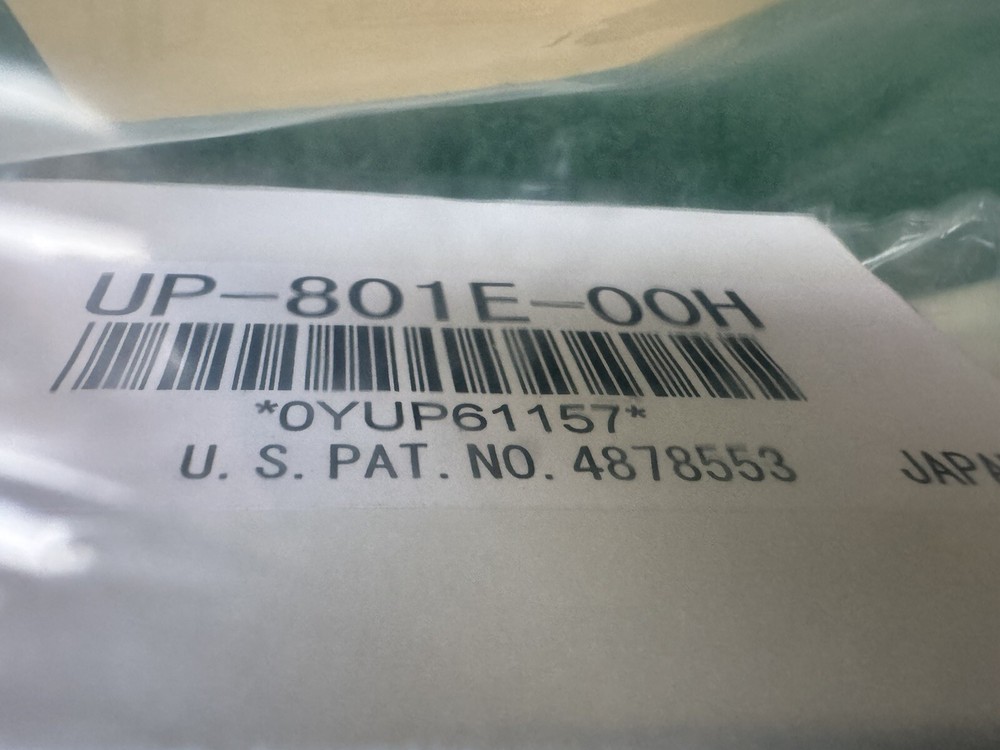 UP-801E-00H
*0YUP61157*
U. S. PAT. NO. 4878553